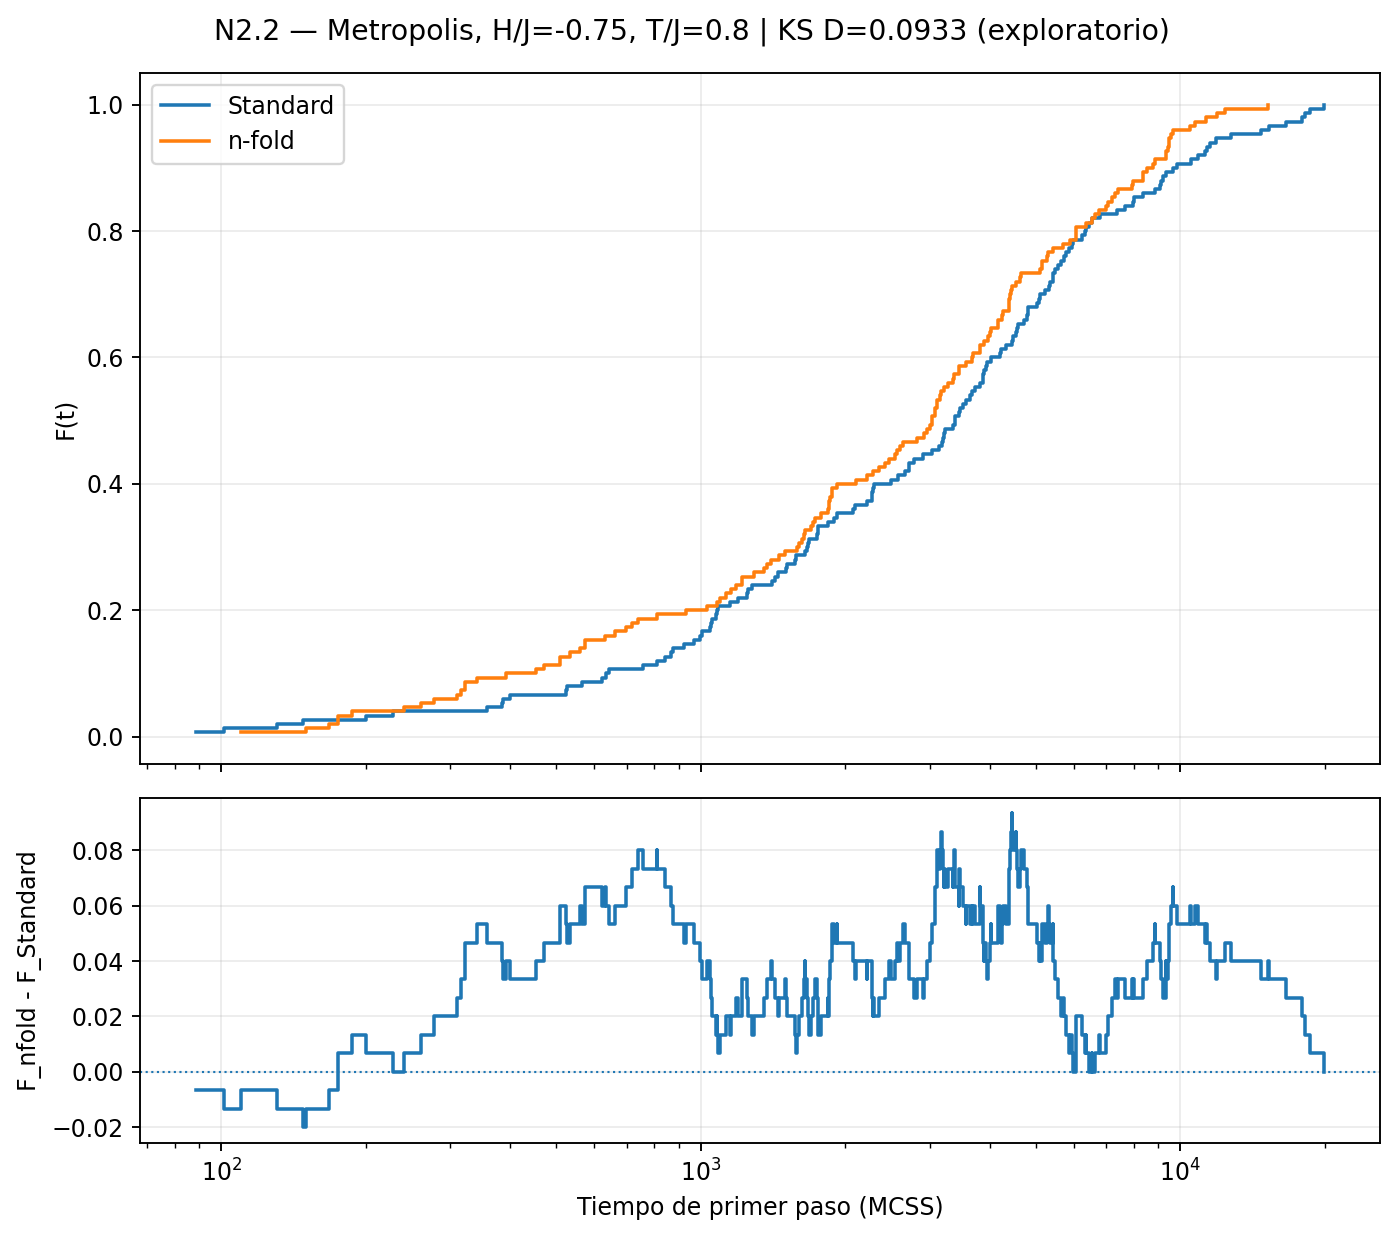 N2.2 — Metropolis, H/J=-0.75, T/J=0.8 | KS D=0.0933 (exploratorio)
Standard
n-fold
F(t)
1.0
0.8
0.6
0.4
0.2
0.0
F_nfold - F_Standard
0.08
0.06
0.04
0.02
0.00
−0.02
10²
10³
10⁴
Tiempo de primer paso (MCSS)